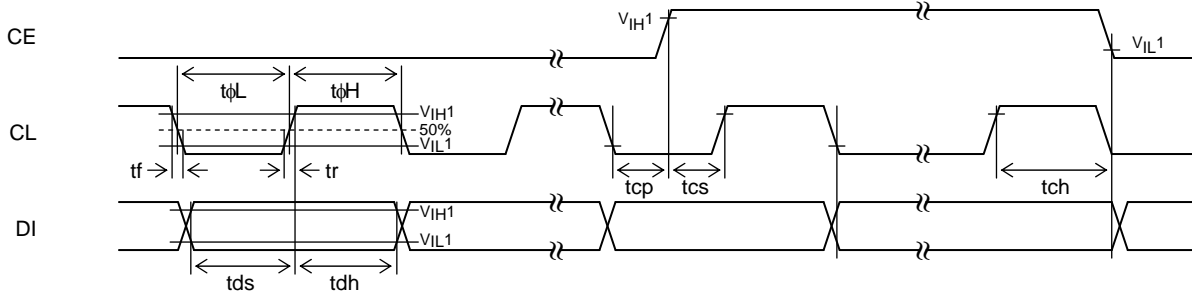 CE
VIH1
VIL1
tϕL
tϕH
CL
VIH1
50%
VIL1
tf
tr
tcp
tcs
tch
DI
VIH1
VIL1
tds
tdh